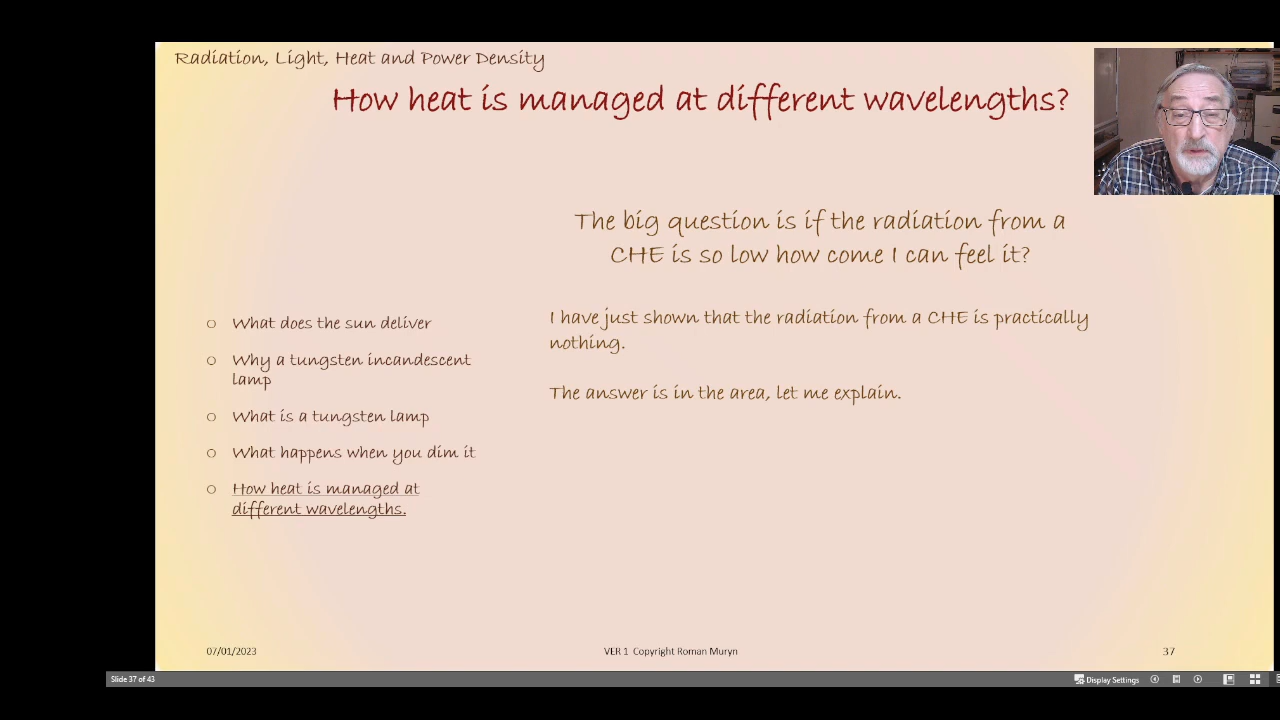 Radiation, Light, Heat and Power Density
How heat is managed at different wavelengths?
The big question is if the radiation from a
CHE is so low how come I can feel it?
I have just shown that the radiation from a CHE is practically
nothing.
The answer is in the area, let me explain.
○ What does the sun deliver
○ Why a tungsten incandescent
lamp
○ What is a tungsten lamp
○ What happens when you dim it
○ How heat is managed at
different wavelengths.
07/01/2023
VER 1 Copyright Roman Muryn
37
Slide 37 of 43
Display Settings